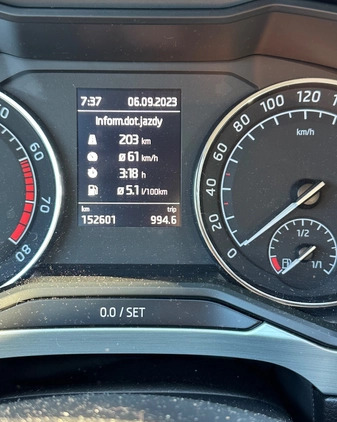 7:37 06.09.2023
Inform.dot.jazdy
203 km
ø 61 km/h
3:18 h
ø 5.1 l/100km
km trip
152601 994.6
60
70
80
0
20
40
60
80
100
120
km/h
1/2
1/1
0.0 / SET